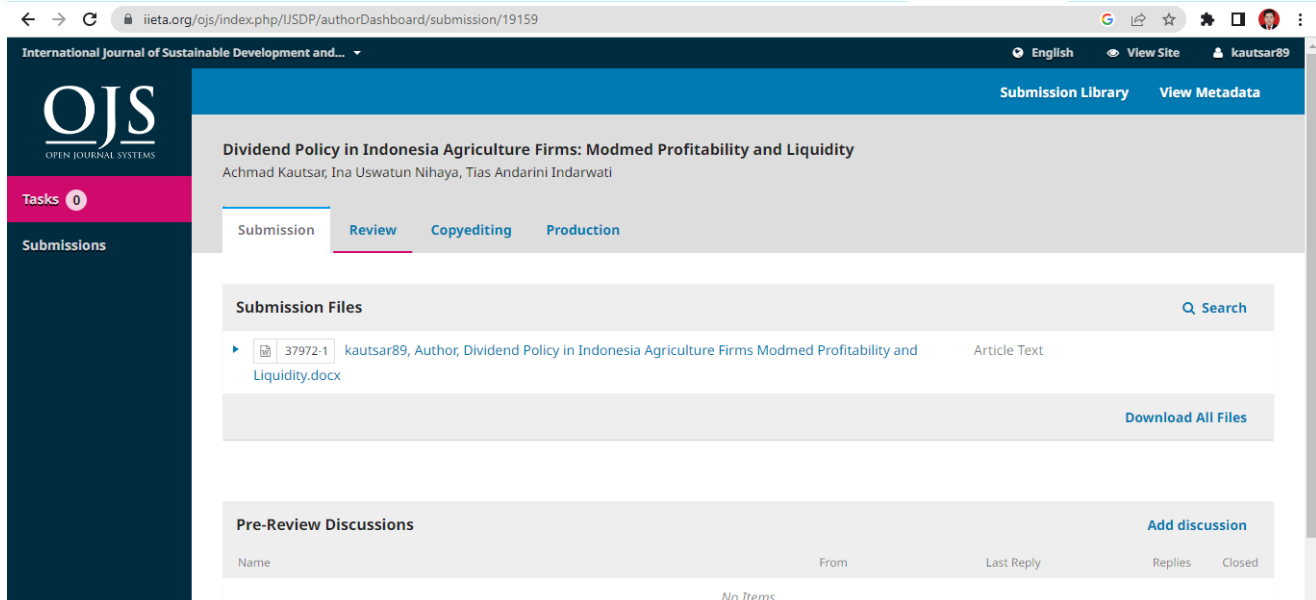 iieta.org/ojs/index.php/IJSDP/authorDashboard/submission/19159
International Journal of Sustainable Development and...
English
View Site
kautsar89
OJS
OPEN JOURNAL SYSTEMS
Submission Library
View Metadata
Dividend Policy in Indonesia Agriculture Firms: Modmed Profitability and Liquidity
Achmad Kautsar, Ina Uswatun Nihaya, Tias Andarini Indarwati
Tasks 0
Submissions
Submission
Review
Copyediting
Production
Submission Files
Search
37972-1 kautsar89, Author, Dividend Policy in Indonesia Agriculture Firms Modmed Profitability and
Liquidity.docx
Article Text
Download All Files
Pre-Review Discussions
Add discussion
Name
From
Last Reply
Replies
Closed
No Items